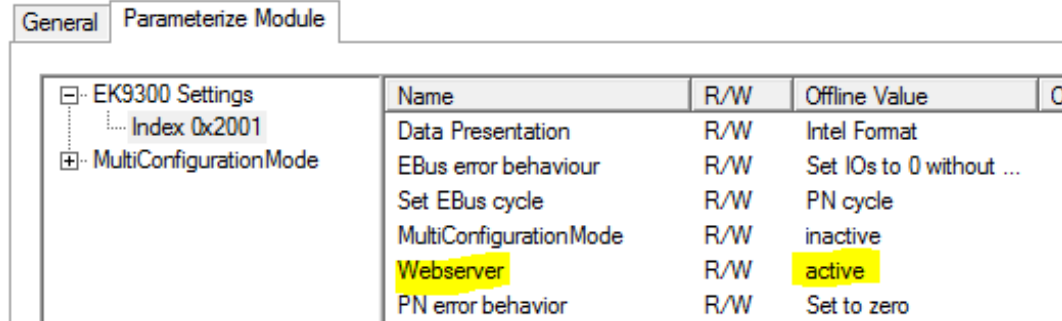 General Parameterize Module
EK9300 Settings
Index 0x2001
MultiConfigurationMode
Name R/W Offline Value
Data Presentation R/W Intel Format
EBus error behaviour R/W Set IOs to 0 without ...
Set EBus cycle R/W PN cycle
MultiConfigurationMode R/W inactive
Webserver R/W active
PN error behavior R/W Set to zero